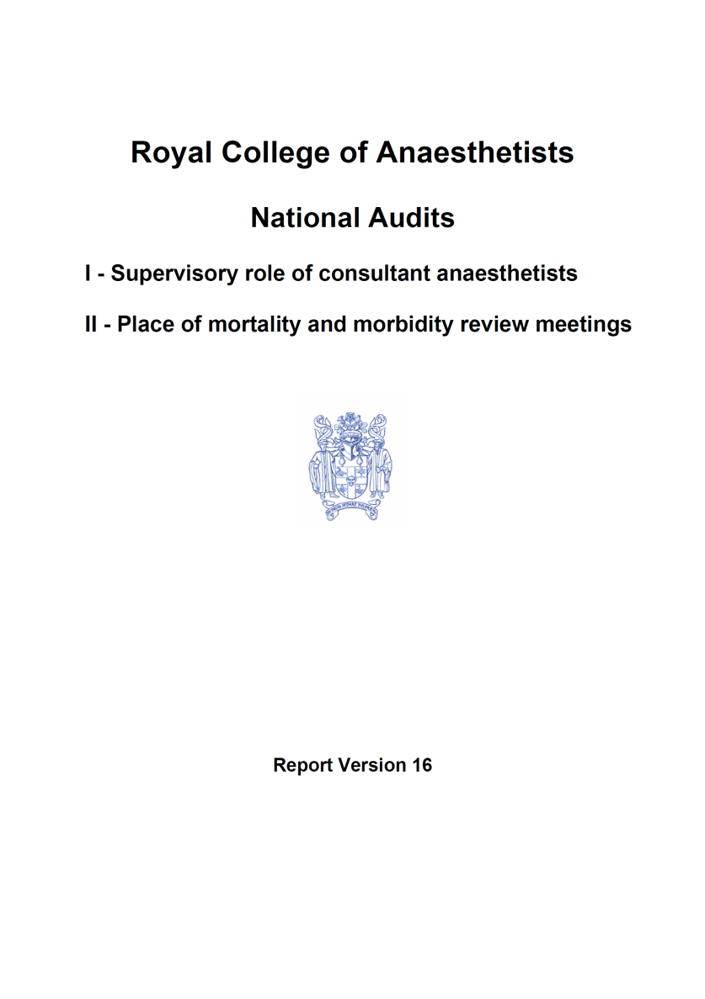 Royal College of Anaesthetists
National Audits
I - Supervisory role of consultant anaesthetists
II - Place of mortality and morbidity review meetings
Report Version 16